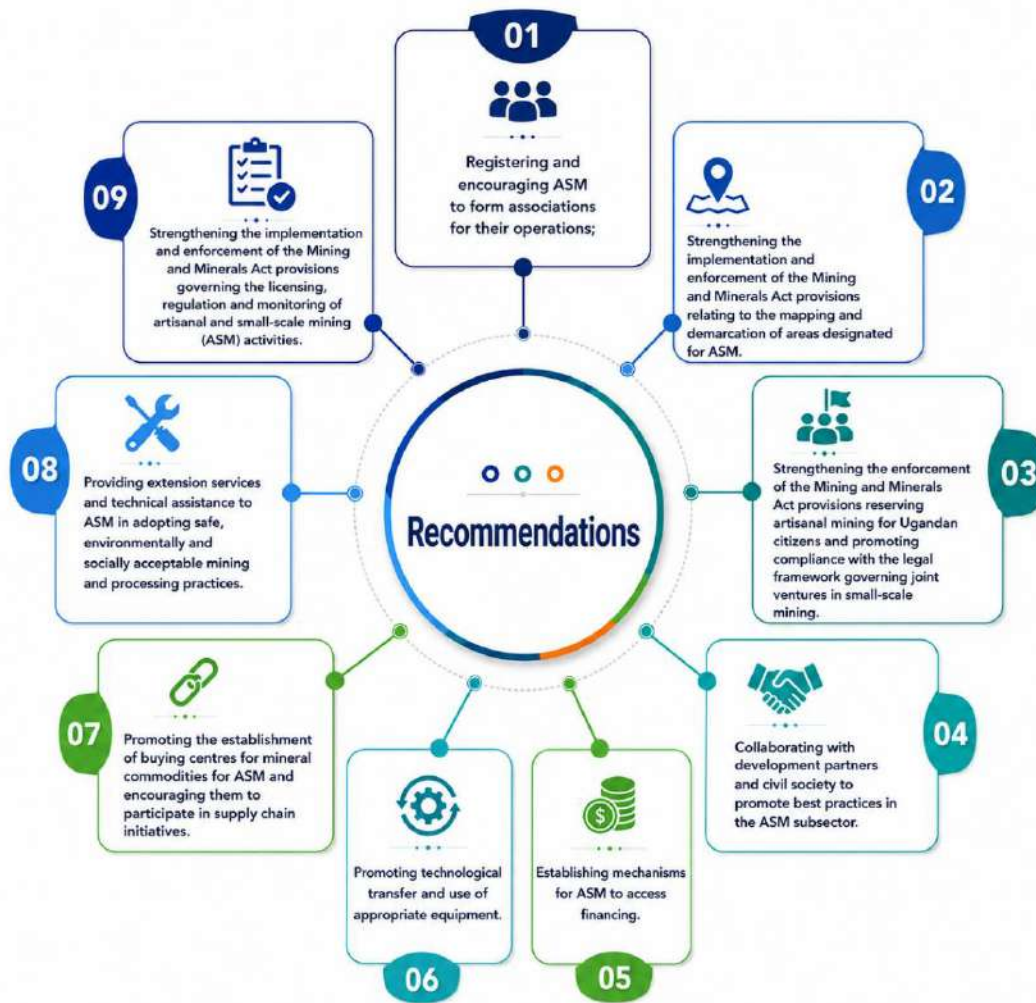 01
Registering and
encouraging ASM
to form associations
for their operations;
02
Strengthening the
implementation and
enforcement of the Mining
and Minerals Act provisions
relating to the mapping and
demarcation of areas designated
for ASM.
03
Strengthening the enforcement
of the Mining and Minerals
Act provisions reserving
artisanal mining for Ugandan
citizens and promoting
compliance with the legal
framework governing joint
ventures in small-scale
mining.
04
Collaborating with
development partners
and civil society to
promote best practices in
the ASM subsector.
05
$
Establishing mechanisms
for ASM to access
financing.
06
Promoting technological
transfer and use of
appropriate equipment.
07
Promoting the establishment
of buying centres for mineral
commodities for ASM and
encouraging them to
participate in supply chain
initiatives.
08
Providing extension services
and technical assistance to
ASM in adopting safe,
environmentally and
socially acceptable mining
and processing practices.
09
Strengthening the implementation
and enforcement of the Mining
and Minerals Act provisions
governing the licensing,
regulation and monitoring of
artisanal and small-scale mining
(ASM) activities.
Recommendations